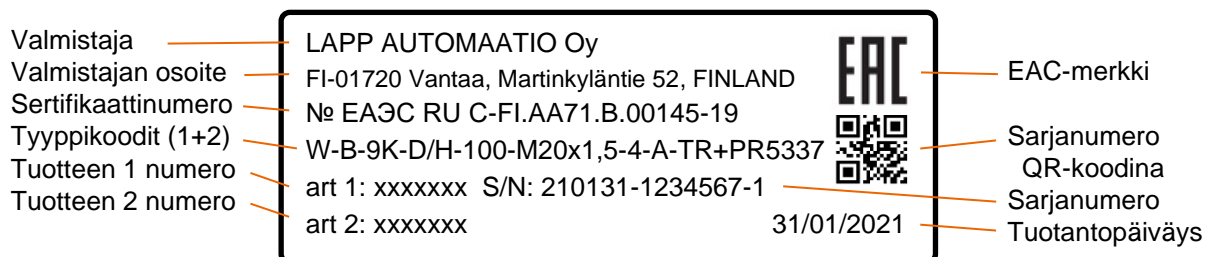 Valmistaja
Valmistajan osoite
Sertifikaattinumero
Tyyppikoodit (1+2)
Tuotteen 1 numero
Tuotteen 2 numero
LAPP AUTOMAATIO Oy
FI-01720 Vantaa, Martinkyläntie 52, FINLAND
№ ЕАЭС RU C-FI.AA71.B.00145-19
W-B-9K-D/H-100-M20x1,5-4-A-TR+PR5337
art 1: xxxxxxx S/N: 210131-1234567-1
art 2: xxxxxxx 31/01/2021
EAC
EAC-merkki
Sarjanumero
QR-koodina
Sarjanumero
Tuotantopäiväys